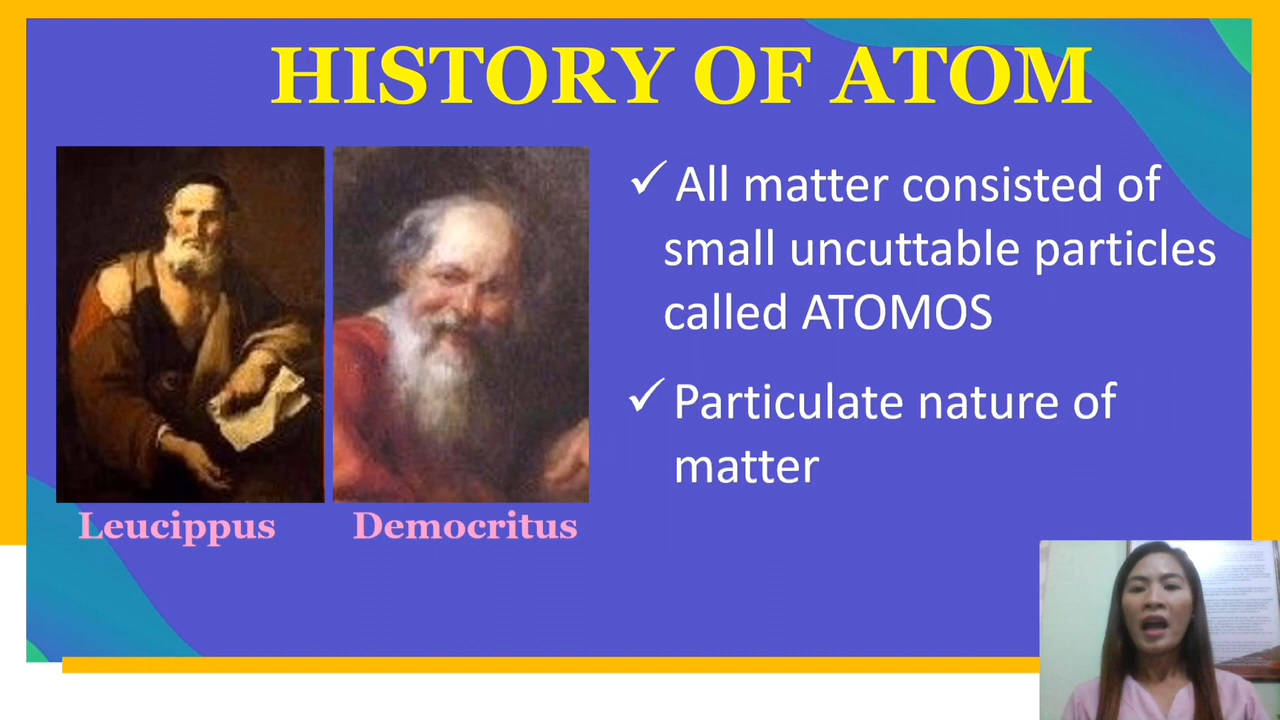 HISTORY OF ATOM
✓ All matter consisted of
small uncuttable particles
called ATOMOS
✓ Particulate nature of
matter
Leucippus
Democritus